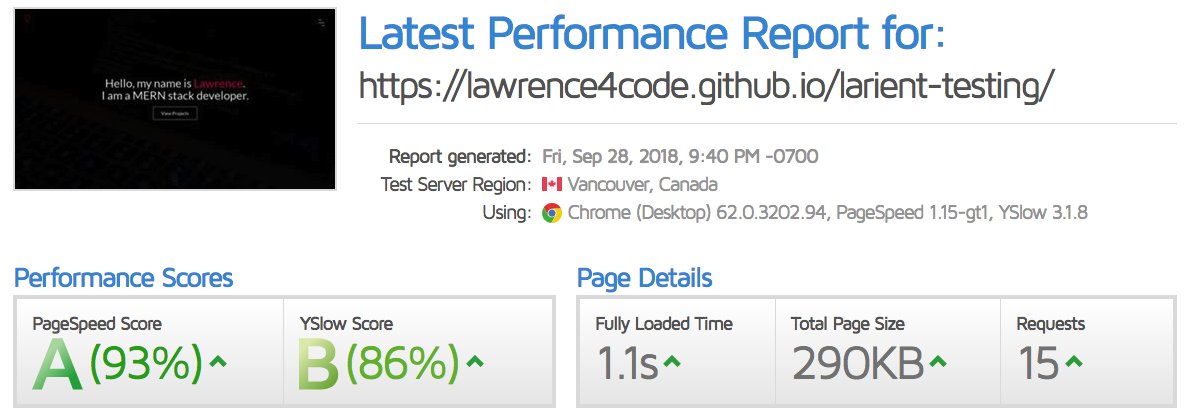 Hello, my name is Lawrence.
I am a MERN stack developer.
View Projects
Latest Performance Report for:
https://lawrence4code.github.io/larient-testing/
Report generated: Fri, Sep 28, 2018, 9:40 PM -0700
Test Server Region: Vancouver, Canada
Using: Chrome (Desktop) 62.0.3202.94, PageSpeed 1.15-gt1, YSlow 3.1.8
Performance Scores
PageSpeed Score
A (93%)
YSlow Score
B (86%)
Page Details
Fully Loaded Time
1.1s
Total Page Size
290KB
Requests
15